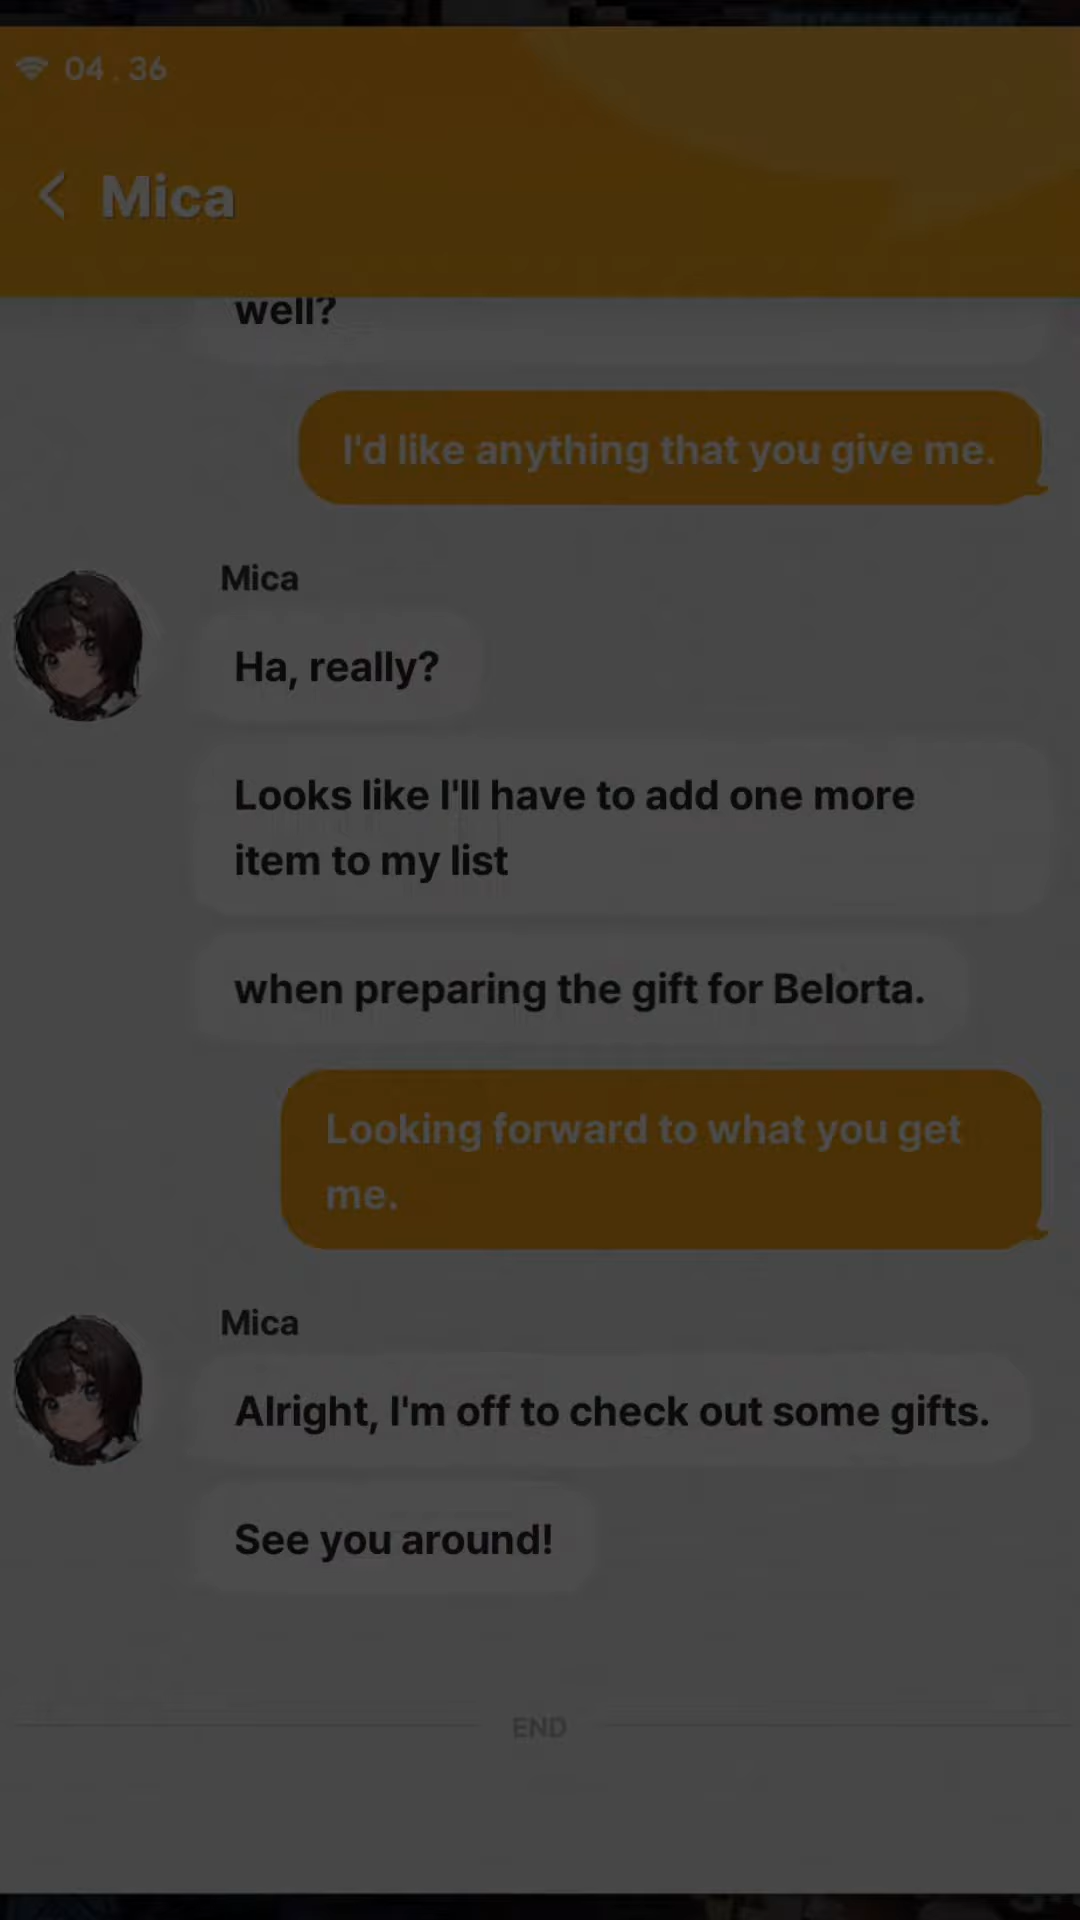 04 . 36
Mica
well?
I'd like anything that you give me.
Mica
Ha, really?
Looks like I'll have to add one more
item to my list
when preparing the gift for Belorta.
Looking forward to what you get
me.
Mica
Alright, I'm off to check out some gifts.
See you around!
END